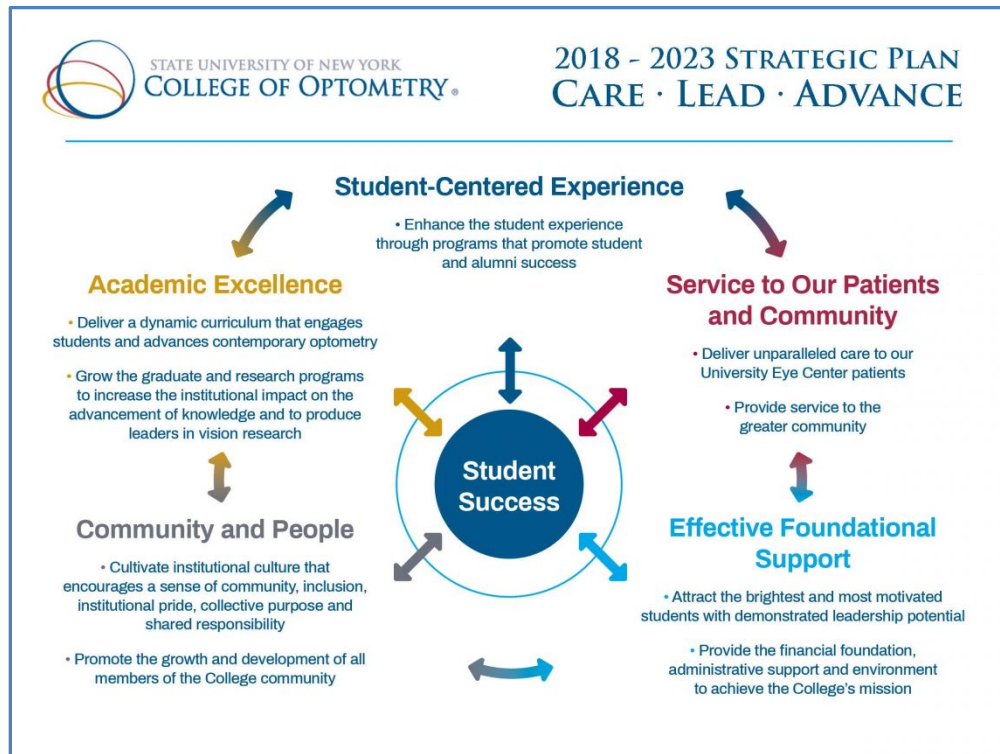 STATE UNIVERSITY OF NEW YORK
COLLEGE OF OPTOMETRY®
2018 - 2023 STRATEGIC PLAN
CARE · LEAD · ADVANCE
Student-Centered Experience
• Enhance the student experience
through programs that promote student
and alumni success
Academic Excellence
• Deliver a dynamic curriculum that engages
students and advances contemporary optometry
• Grow the graduate and research programs
to increase the institutional impact on the
advancement of knowledge and to produce
leaders in vision research
Service to Our Patients
and Community
• Deliver unparalleled care to our
University Eye Center patients
• Provide service to the
greater community
Student
Success
Community and People
• Cultivate institutional culture that
encourages a sense of community, inclusion,
institutional pride, collective purpose and
shared responsibility
• Promote the growth and development of all
members of the College community
Effective Foundational
Support
• Attract the brightest and most motivated
students with demonstrated leadership potential
• Provide the financial foundation,
administrative support and environment
to achieve the College's mission